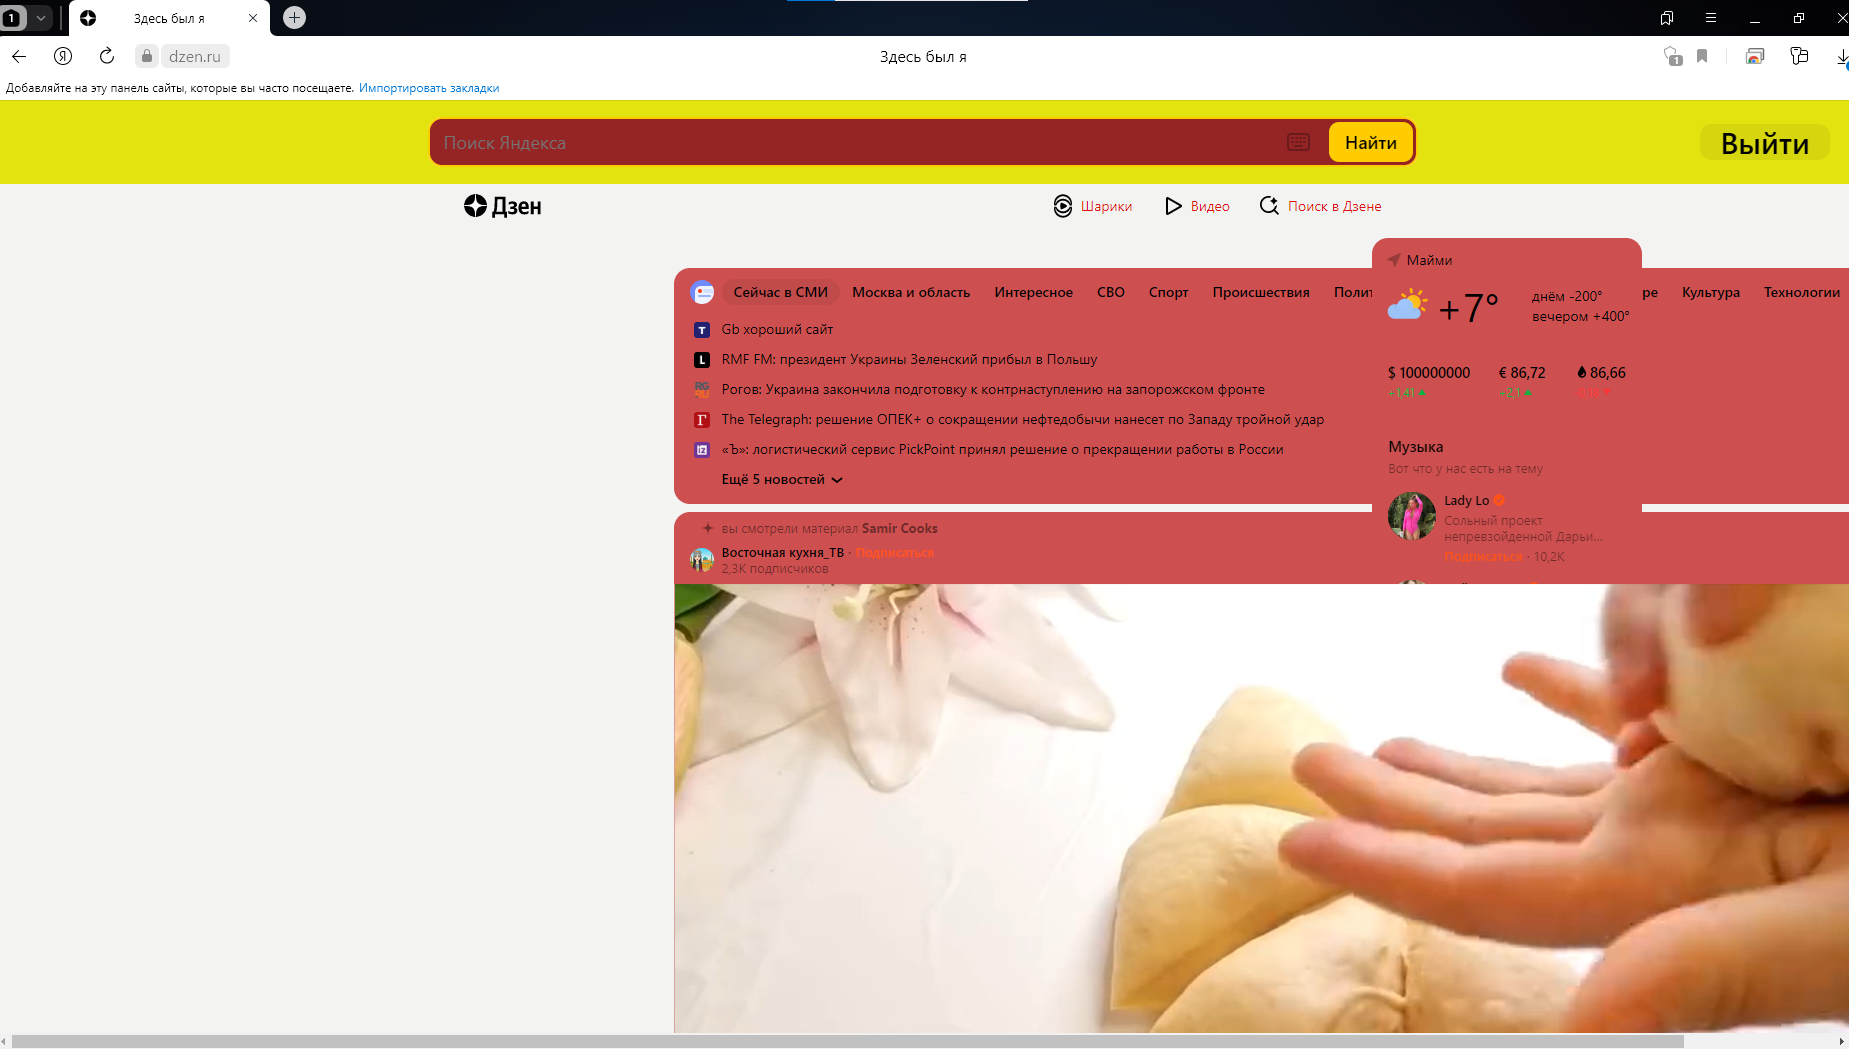 1
Здесь был я
Я
dzen.ru
Здесь был я
1
Добавляйте на эту панель сайты, которые вы часто посещаете. Импортировать закладки
Поиск Яндекса
Найти
Выйти
Дзен
Шарики
Видео
Поиск в Дзене
Сейчас в СМИ Москва и область Интересное СВО Спорт Происшествия Полит
ре Культура Технологии
Gb хороший сайт
RMF FM: президент Украины Зеленский прибыл в Польшу
Рогов: Украина закончила подготовку к контрнаступлению на запорожском фронте
The Telegraph: решение ОПЕК+ о сокращении нефтедобычи нанесет по Западу тройной удар
«Ъ»: логистический сервис PickPoint принял решение о прекращении работы в России
Ещё 5 новостей
Майми
+7°
днём -200°
вечером +400°
$ 100000000 € 86,72 86,66
+1,41 +2,1
Музыка
Вот что у нас есть на тему
Lady Lo
Сольный проект
непревзойденной Дарьи...
Подписаться · 10,2K
вы смотрели материал Samir Cooks
Восточная кухня_ТВ · Подписаться
2,3K подписчиков